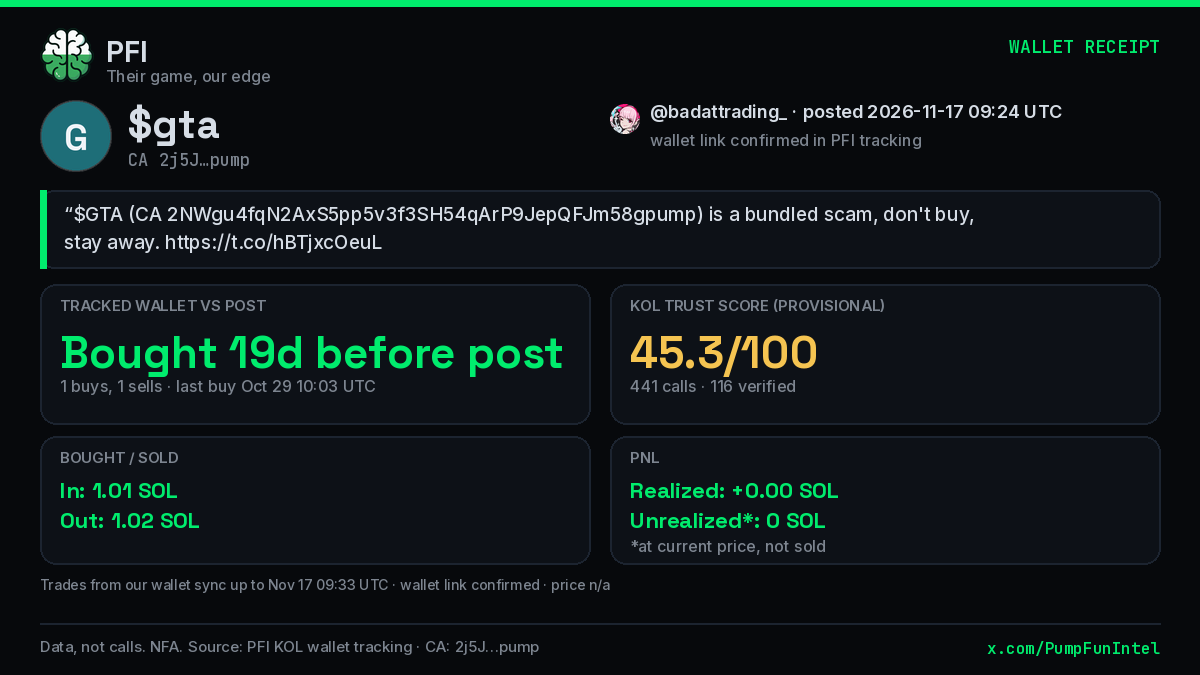 PFI
Their game, our edge
WALLET RECEIPT
G
$gta
CA 2j5J…pump
@badattrading_ · posted 2026-11-17 09:24 UTC
wallet link confirmed in PFI tracking
“$GTA (CA 2NWgu4fqN2AxS5pp5v3f3SH54qArP9JepQFJm58gpump) is a bundled scam, don't buy,
stay away. https://t.co/hBTjxcOeuL
TRACKED WALLET VS POST
Bought 19d before post
1 buys, 1 sells · last buy Oct 29 10:03 UTC
KOL TRUST SCORE (PROVISIONAL)
45.3/100
441 calls · 116 verified
BOUGHT / SOLD
In: 1.01 SOL
Out: 1.02 SOL
PNL
Realized: +0.00 SOL
Unrealized*: 0 SOL
*at current price, not sold
Trades from our wallet sync up to Nov 17 09:33 UTC · wallet link confirmed · price n/a
Data, not calls. NFA. Source: PFI KOL wallet tracking · CA: 2j5J…pump
x.com/PumpFunIntel